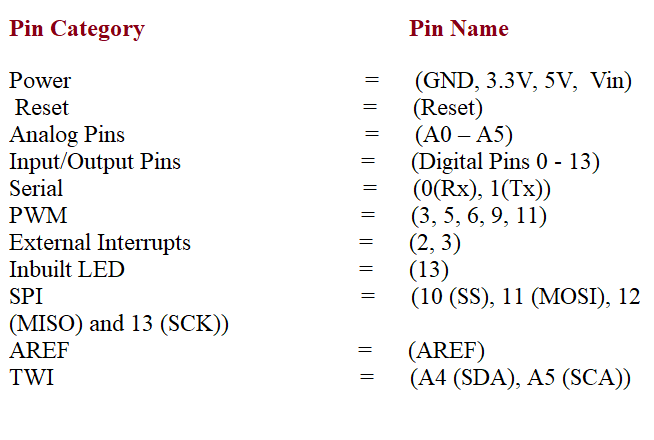 Pin Category Pin Name
Power = (GND, 3.3V, 5V, Vin)
Reset = (Reset)
Analog Pins = (A0 – A5)
Input/Output Pins = (Digital Pins 0 - 13)
Serial = (0(Rx), 1(Tx))
PWM = (3, 5, 6, 9, 11)
External Interrupts = (2, 3)
Inbuilt LED = (13)
SPI = (10 (SS), 11 (MOSI), 12
(MISO) and 13 (SCK))
AREF = (AREF)
TWI = (A4 (SDA), A5 (SCA))